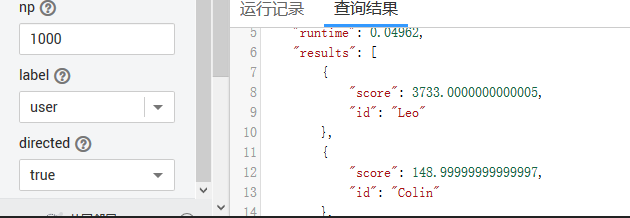 np
1000
label
user
directed
true
运行记录
查询结果
5 "runtime": 0.04962,
6 "results": [
7 {
8 "score": 3733.0000000000005,
9 "id": "Leo"
10 },
11 {
12 "score": 148.99999999999997,
13 "id": "Colin"
14 },